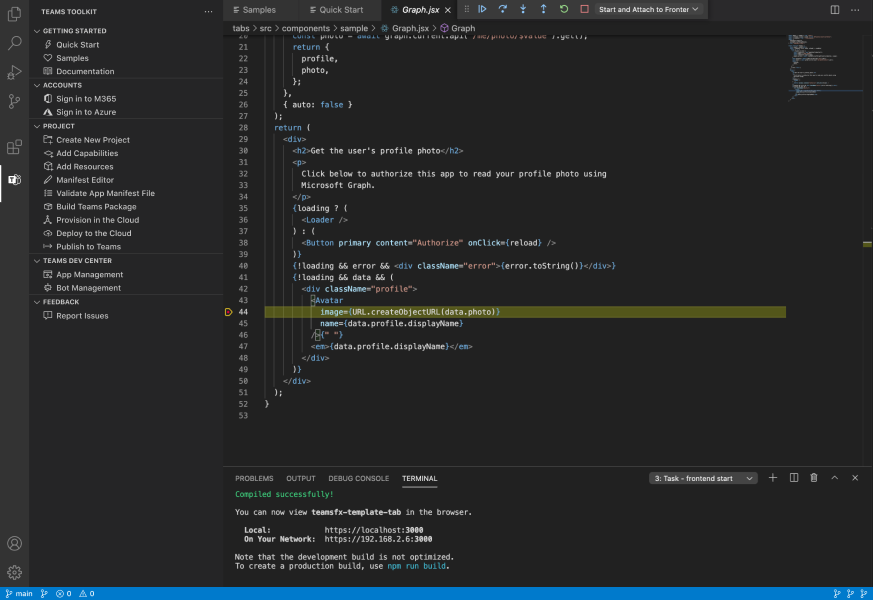 TEAMS TOOLKIT
···
GETTING STARTED
Quick Start
Samples
Documentation
ACCOUNTS
Sign in to M365
Sign in to Azure
PROJECT
Create New Project
Add Capabilities
Add Resources
Manifest Editor
Validate App Manifest File
Build Teams Package
Provision in the Cloud
Deploy to the Cloud
Publish to Teams
TEAMS DEV CENTER
App Management
Bot Management
FEEDBACK
Report Issues
Samples
Quick Start
Graph.jsx
Start and Attach to Fronter
tabs > src > components > sample > Graph.jsx > Graph
20 const photo = await graph.current.api("/me/photo/$value").get();
21 return {
22 profile,
23 photo,
24 };
25 },
26 { auto: false }
27 );
28 return (
29 <div>
30 <h2>Get the user's profile photo</h2>
31 <p>
32 Click below to authorize this app to read your profile photo using
33 Microsoft Graph.
34 </p>
35 {loading ? (
36 <Loader />
37 ) : (
38 <Button primary content="Authorize" onClick={reload} />
39 )}
40 {!loading && error && <div className="error">{error.toString()}</div>}
41 {!loading && data && (
42 <div className="profile">
43 <Avatar
44 image={URL.createObjectURL(data.photo)}
45 name={data.profile.displayName}
46 />{" "}
47 <em>{data.profile.displayName}</em>
48 </div>
49 )}
50 </div>
51 );
52 }
53
PROBLEMS OUTPUT DEBUG CONSOLE TERMINAL
3: Task - frontend start
Compiled successfully!
You can now view teamsfx-template-tab in the browser.
Local: https://localhost:3000
On Your Network: https://192.168.2.6:3000
Note that the development build is not optimized.
To create a production build, use npm run build.
main 0 0